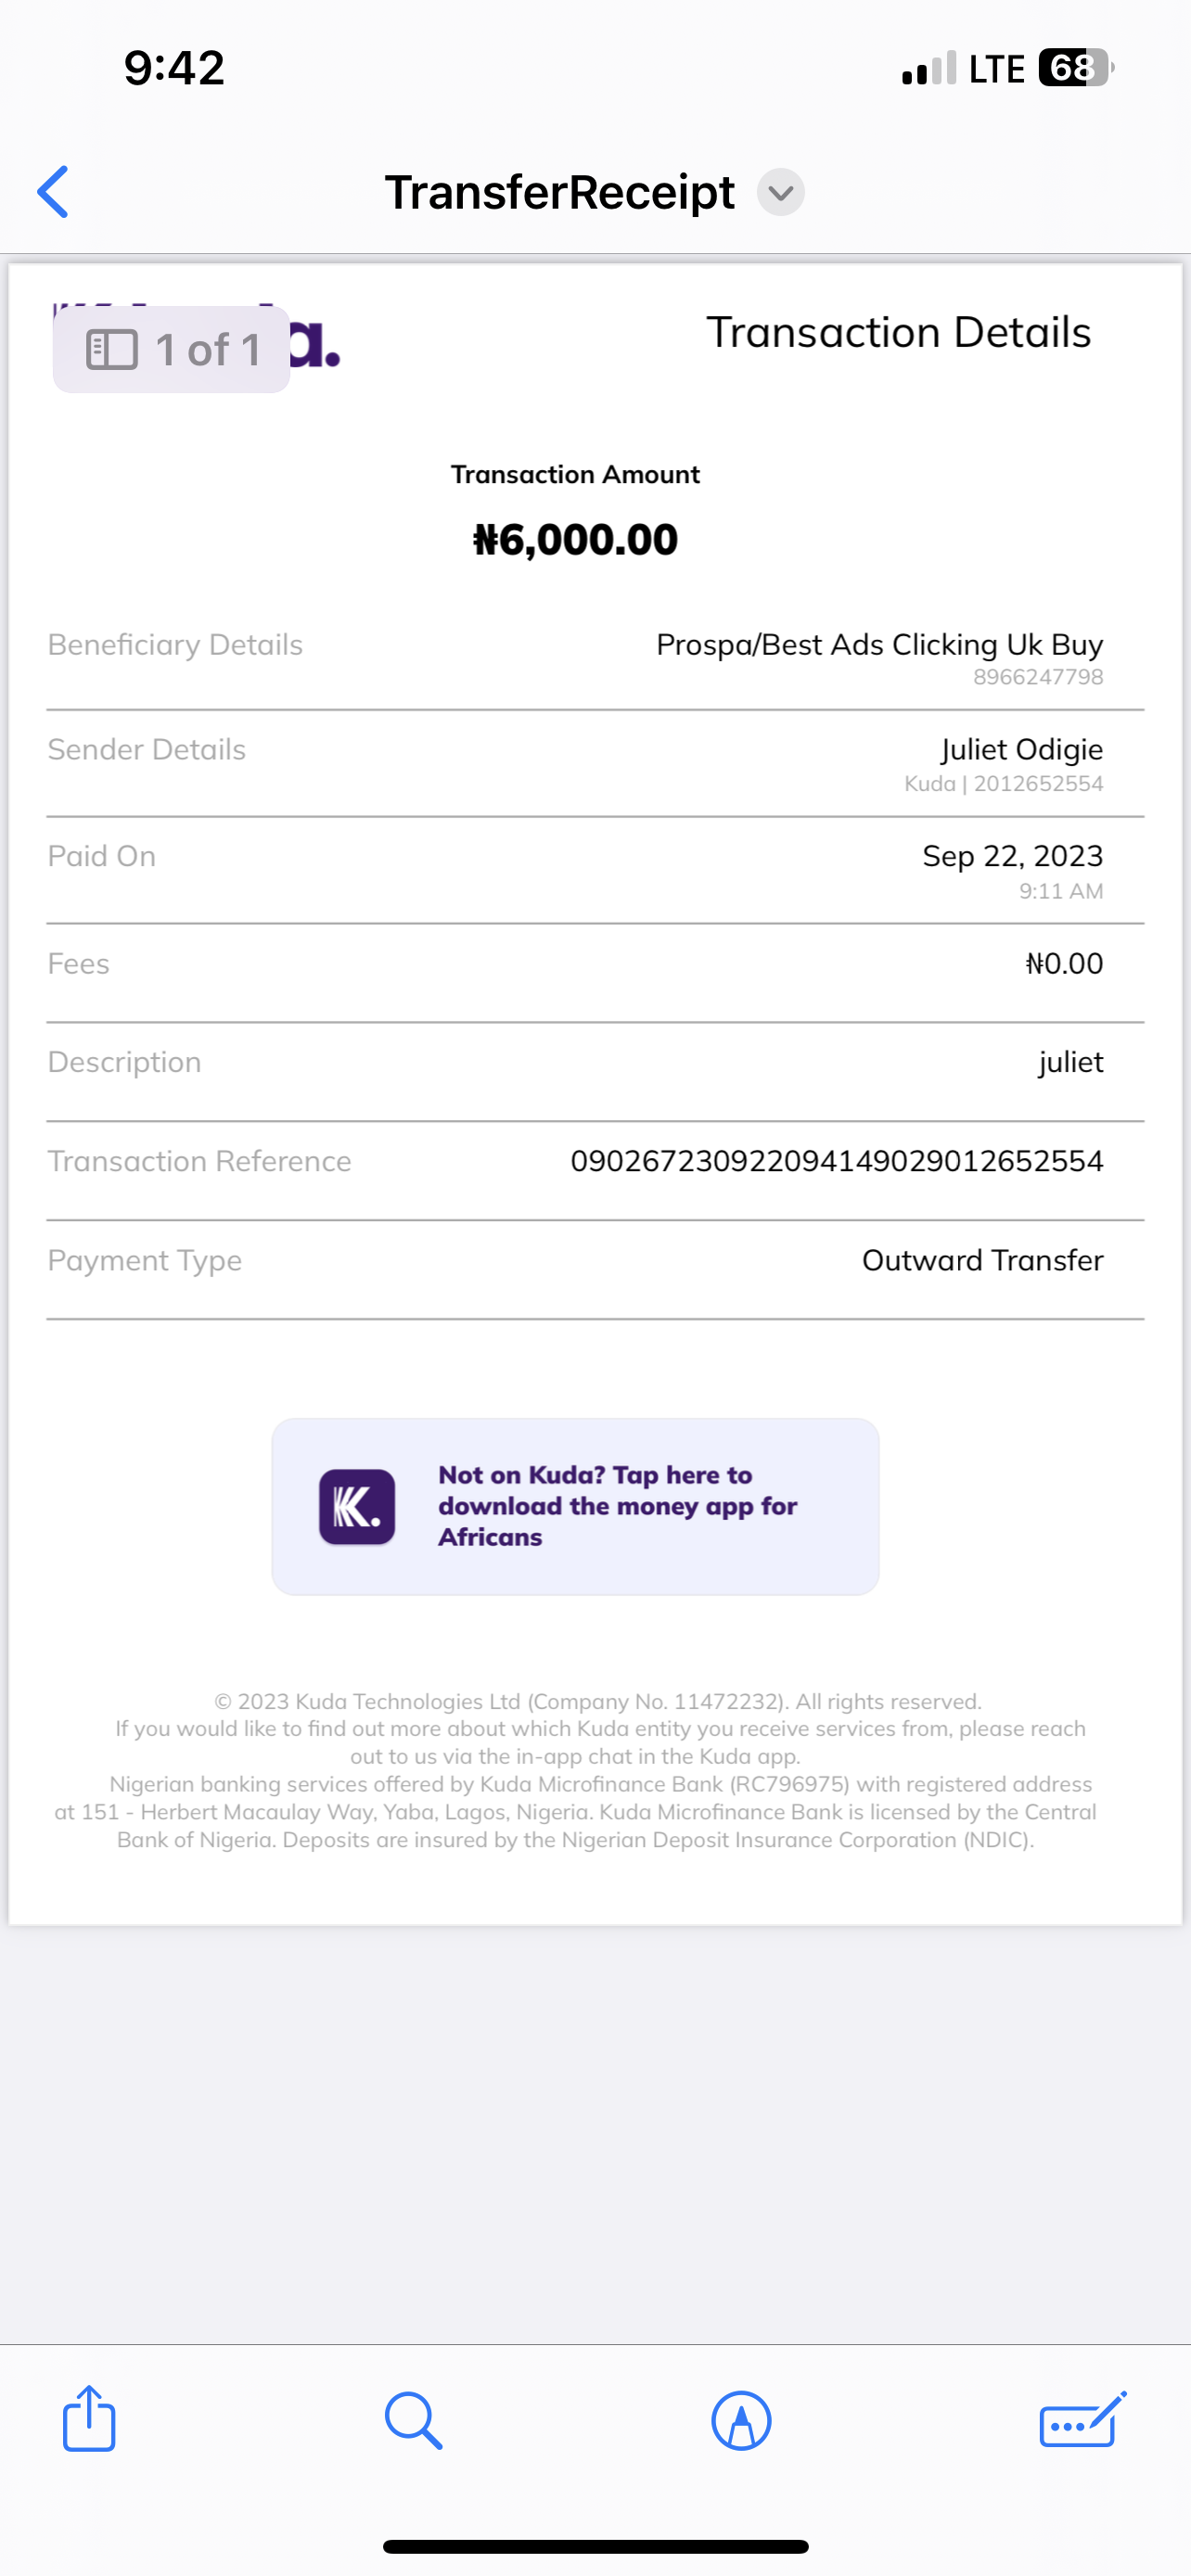 9:42
LTE 68
TransferReceipt
1 of 1
Transaction Details
Transaction Amount
₦6,000.00
Beneficiary Details
Prospa/Best Ads Clicking Uk Buy
8966247798
Sender Details
Juliet Odigie
Kuda | 2012652554
Paid On
Sep 22, 2023
9:11 AM
Fees
₦0.00
Description
juliet
Transaction Reference
090267230922094149029012652554
Payment Type
Outward Transfer
K.
Not on Kuda? Tap here to
download the money app for
Africans
© 2023 Kuda Technologies Ltd (Company No. 11472232). All rights reserved.
If you would like to find out more about which Kuda entity you receive services from, please reach
out to us via the in-app chat in the Kuda app.
Nigerian banking services offered by Kuda Microfinance Bank (RC796975) with registered address
at 151 - Herbert Macaulay Way, Yaba, Lagos, Nigeria. Kuda Microfinance Bank is licensed by the Central
Bank of Nigeria. Deposits are insured by the Nigerian Deposit Insurance Corporation (NDIC).